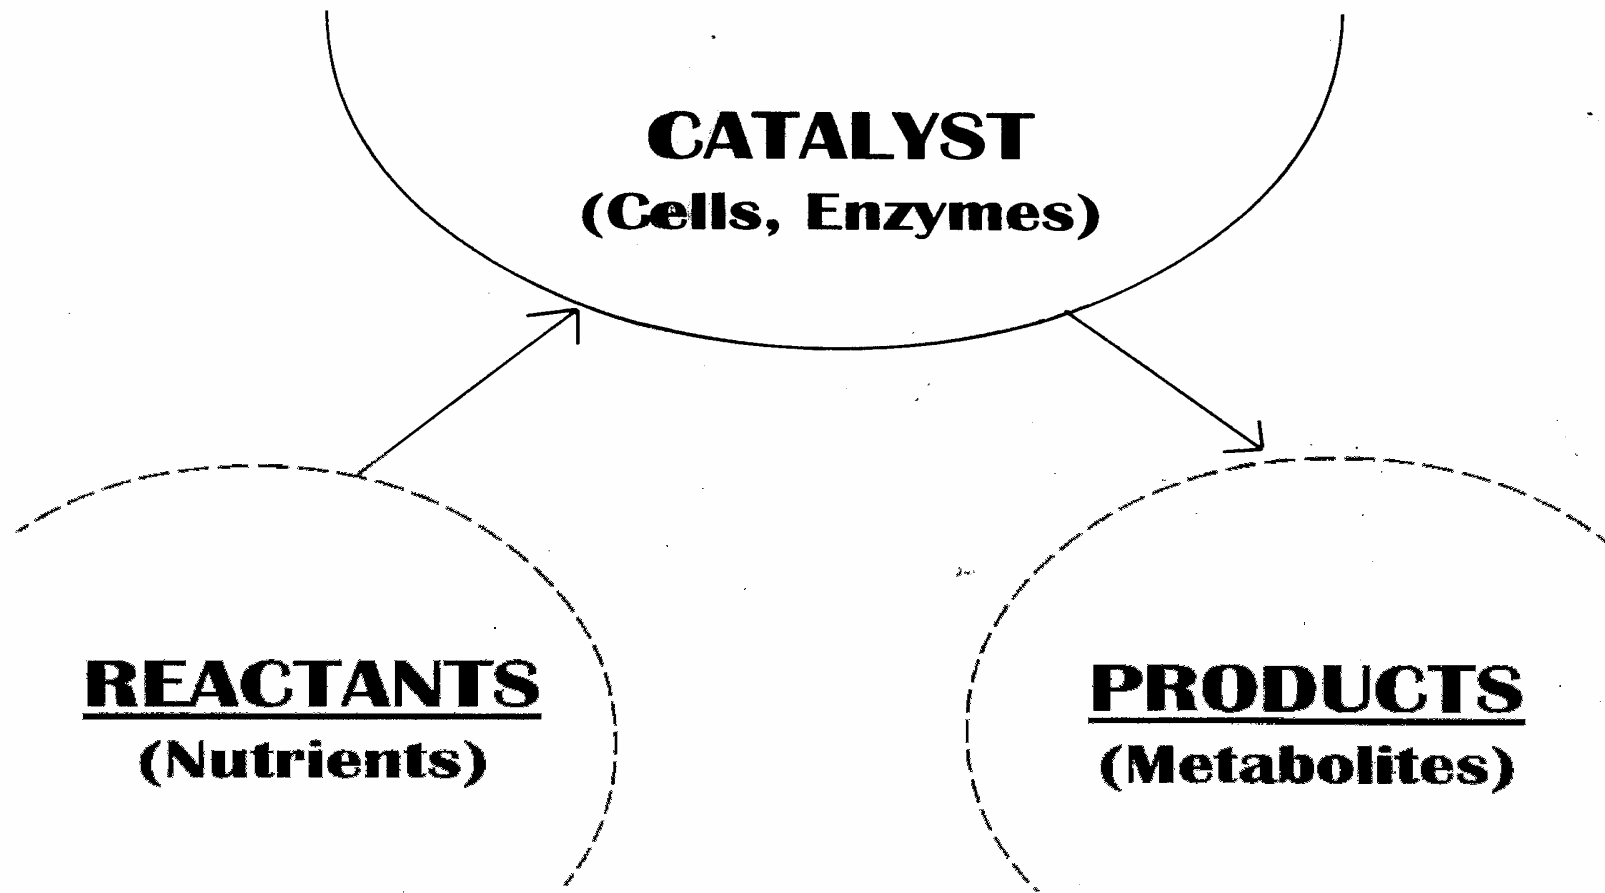 CATALYST
(Cells, Enzymes)
REACTANTS
(Nutrients)
PRODUCTS
(Metabolites)